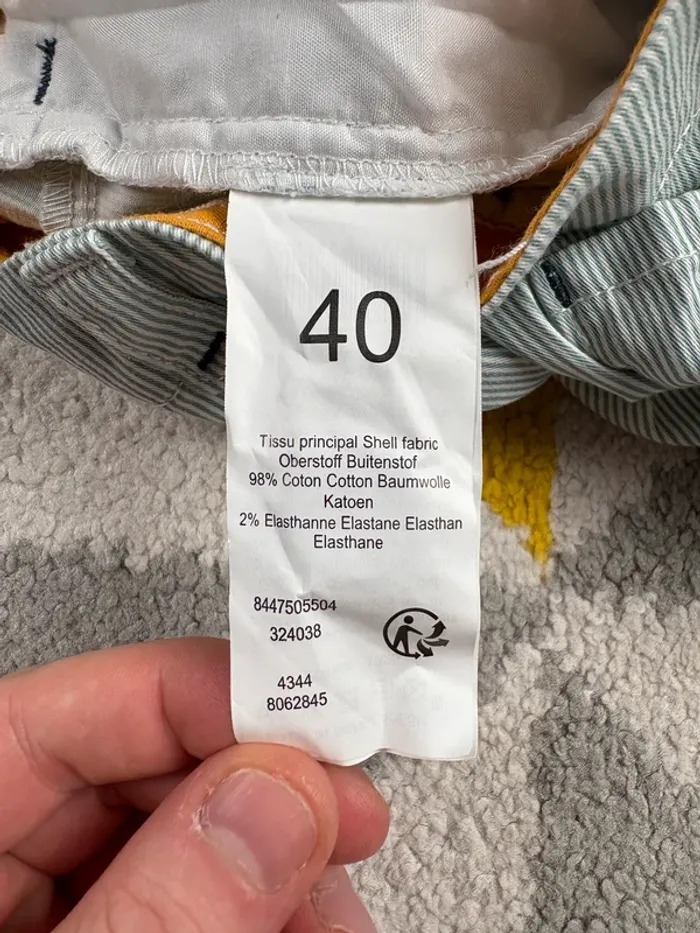 40
Tissu principal Shell fabric
Oberstoff Buitenstof
98% Coton Cotton Baumwolle
Katoen
2% Elasthanne Elastane Elasthan
Elasthane
8447505504
324038
4344
8062845